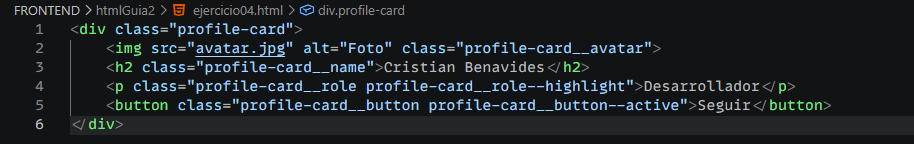 FRONTEND > htmlGuia2 > ejercicio04.html > div.profile-card
1 <div class="profile-card">
2 <img src="avatar.jpg" alt="Foto" class="profile-card__avatar">
3 <h2 class="profile-card__name">Cristian Benavides</h2>
4 <p class="profile-card__role profile-card__role--highlight">Desarrollador</p>
5 <button class="profile-card__button profile-card__button--active">Seguir</button>
6 </div>